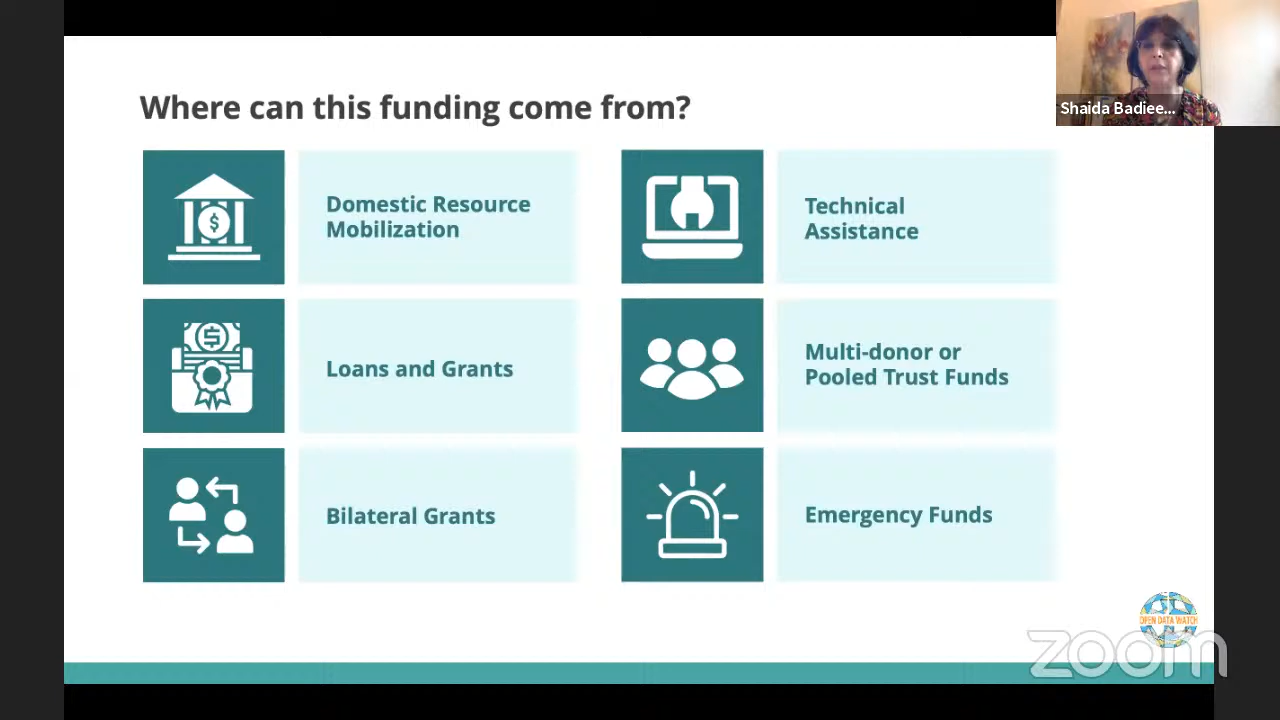 Shaida Badiee...
Where can this funding come from?
Domestic Resource
Mobilization
Technical
Assistance
Loans and Grants
Multi-donor or
Pooled Trust Funds
Bilateral Grants
Emergency Funds
OPEN DATA WATCH
zoom